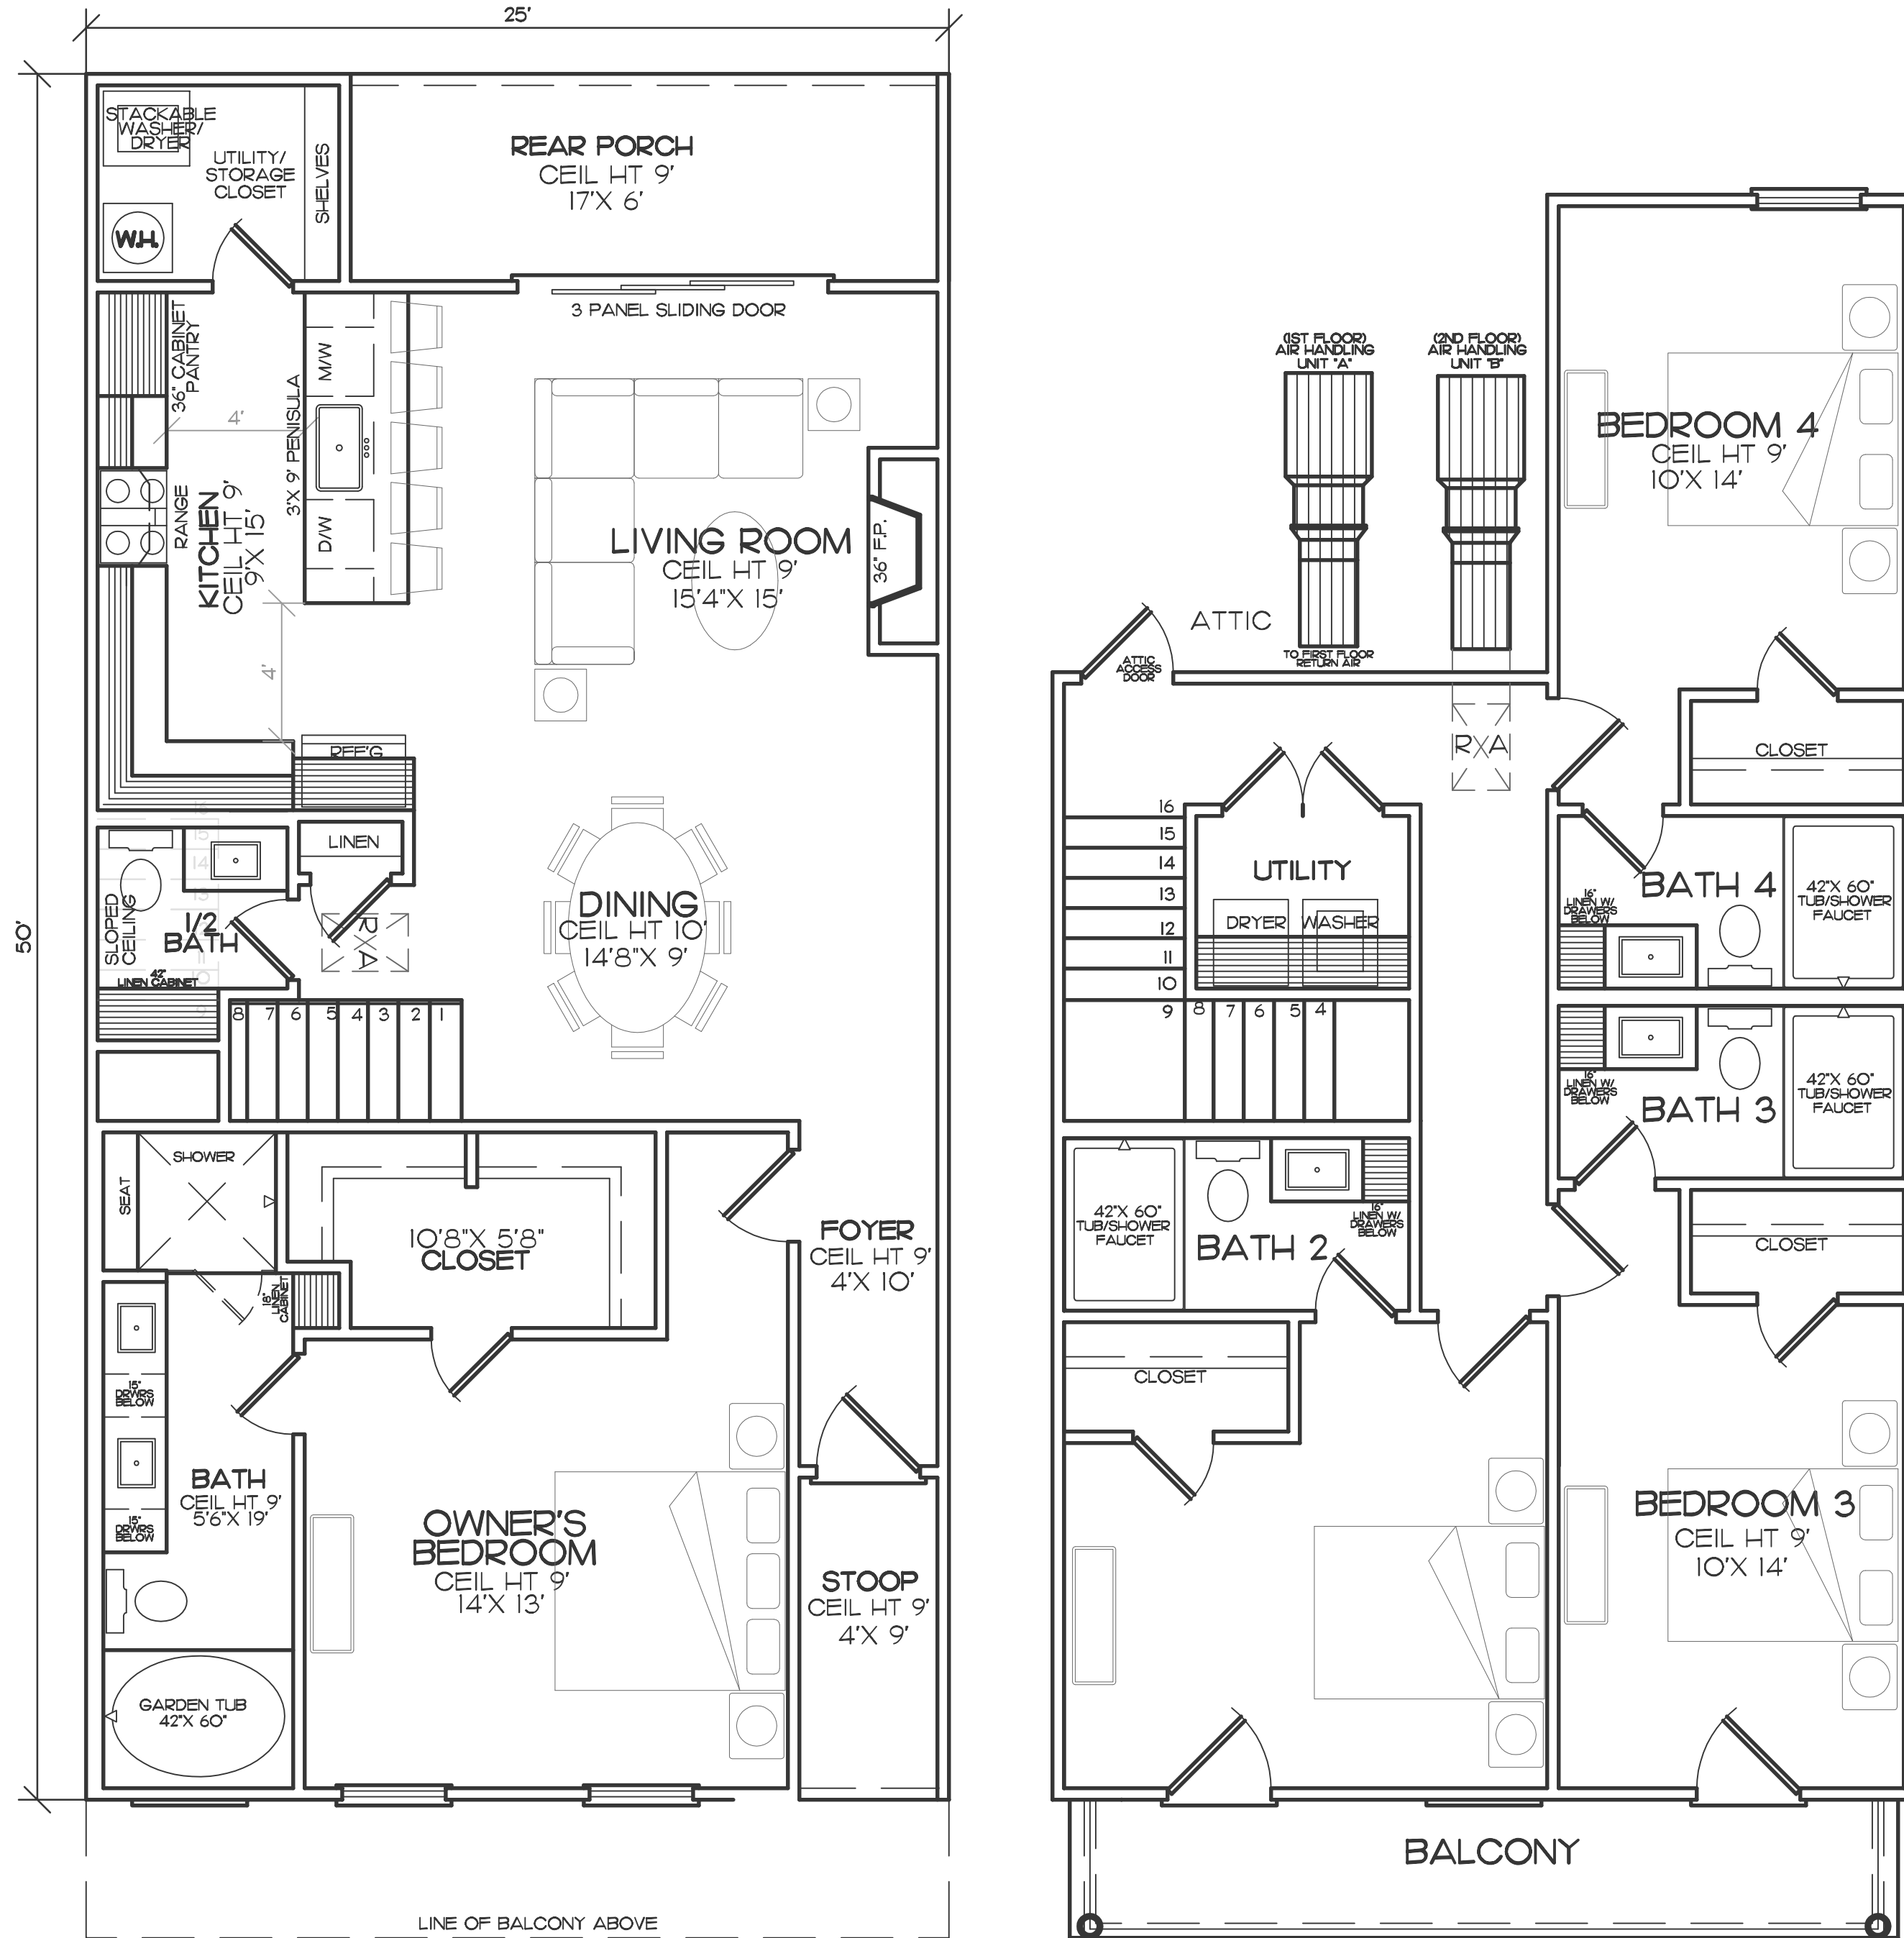 25'
50'
STACKABLE
WASHER/
DRYER
UTILITY/
STORAGE
CLOSET
SHELVES
W.H.
REAR PORCH
CEIL HT 9'
17'X 6'
3 PANEL SLIDING DOOR
36" CABINET
PANTRY
4'
3'X 9' PENISULA
M/W
D/W
RANGE
KITCHEN
CEIL HT 9'
9'X 15'
4'
REF'G
LIVING ROOM
CEIL HT 9'
15'4"X 15'
36" F.P.
LINEN
SLOPED
CEILING
1/2
BATH
42"
LINEN CABINET
R A
16
15
14
13
10
9
DINING
CEIL HT 10'
14'8"X 9'
8 7 6 5 4 3 2 1
SEAT
SHOWER
10'8"X 5'8"
CLOSET
18"
LINEN
CABINET
FOYER
CEIL HT 9'
4'X 10'
15"
DRWRS
BELOW
BATH
CEIL HT 9'
5'6"X 19'
15"
DRWRS
BELOW
OWNER'S
BEDROOM
CEIL HT 9'
14'X 13'
STOOP
CEIL HT 9'
4'X 9'
GARDEN TUB
42"X 60"
LINE OF BALCONY ABOVE
(1ST FLOOR)
AIR HANDLING
UNIT "A"
(2ND FLOOR)
AIR HANDLING
UNIT "B"
ATTIC
ATTIC
ACCESS
DOOR
TO FIRST FLOOR
RETURN AIR
R A
BEDROOM 4
CEIL HT 9'
10'X 14'
CLOSET
16
15
14
13
12
11
10
9
8 7 6 5 4
UTILITY
DRYER
WASHER
BATH 4
16"
LINEN W/
DRAWERS
BELOW
42"X 60"
TUB/SHOWER
FAUCET
16"
LINEN W/
DRAWERS
BELOW
BATH 3
42"X 60"
TUB/SHOWER
FAUCET
42"X 60"
TUB/SHOWER
FAUCET
BATH 2
16"
LINEN W/
DRAWERS
BELOW
CLOSET
CLOSET
BEDROOM 3
CEIL HT 9'
10'X 14'
BALCONY